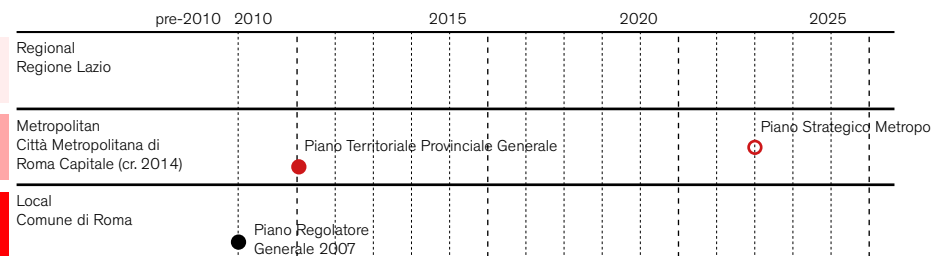 pre-2010 2010 2015 2020 2025
Regional
Regione Lazio
Metropolitan
Città Metropolitana di
Roma Capitale (cr. 2014)
Piano Territoriale Provinciale Generale
Piano Strategico Metropo
Local
Comune di Roma
Piano Regolatore
Generale 2007